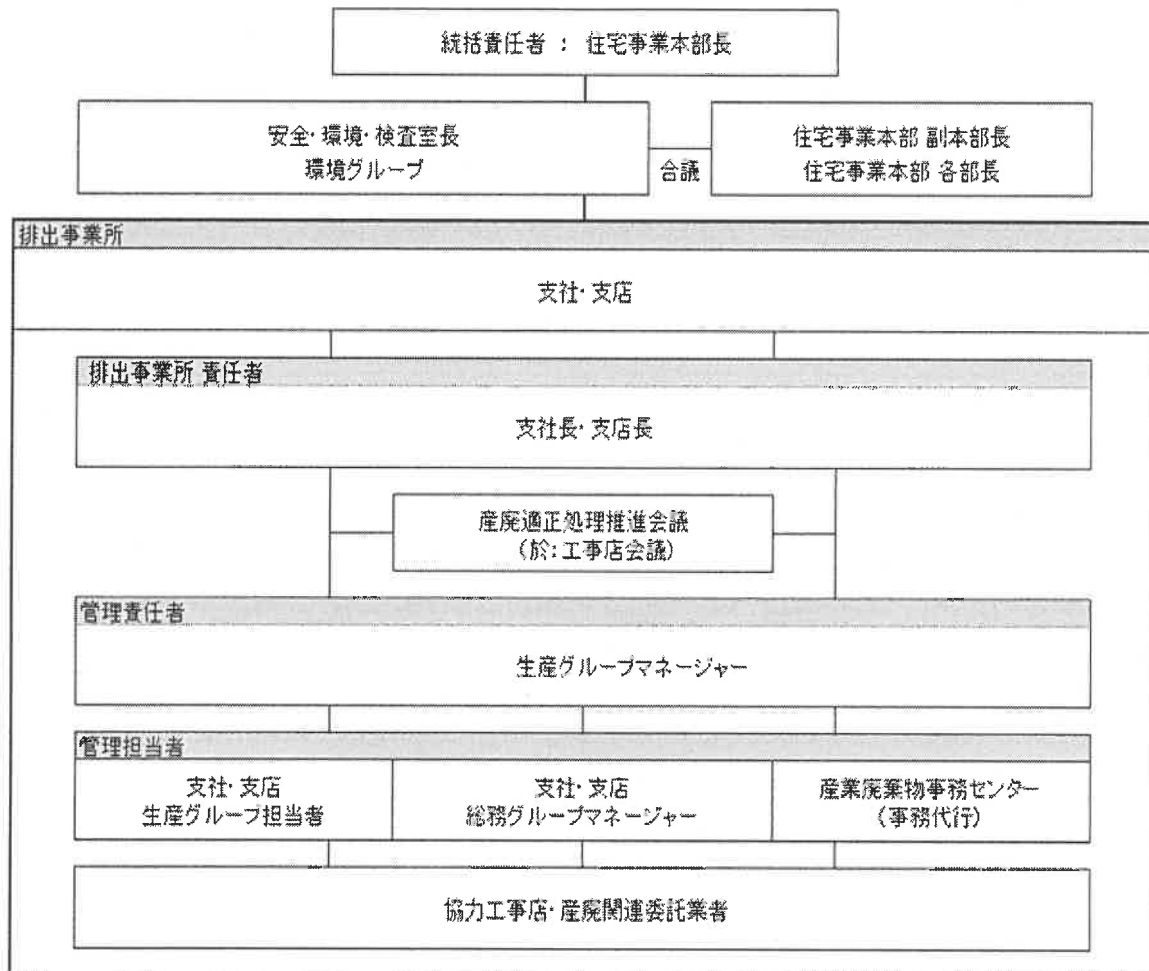 統括責任者 : 住宅事業本部長
安全・環境・検査室長
環境グループ
合議
住宅事業本部 副本部長
住宅事業本部 各部長
排出事業所
支社・支店
排出事業所 責任者
支社長・支店長
産廃適正処理推進会議
(於:工事店会議)
管理責任者
生産グループマネージャー
管理担当者
支社・支店
生産グループ担当者
支社・支店
総務グループマネージャー
産業廃棄物事務センター
(事務代行)
協力工事店・産廃関連委託業者